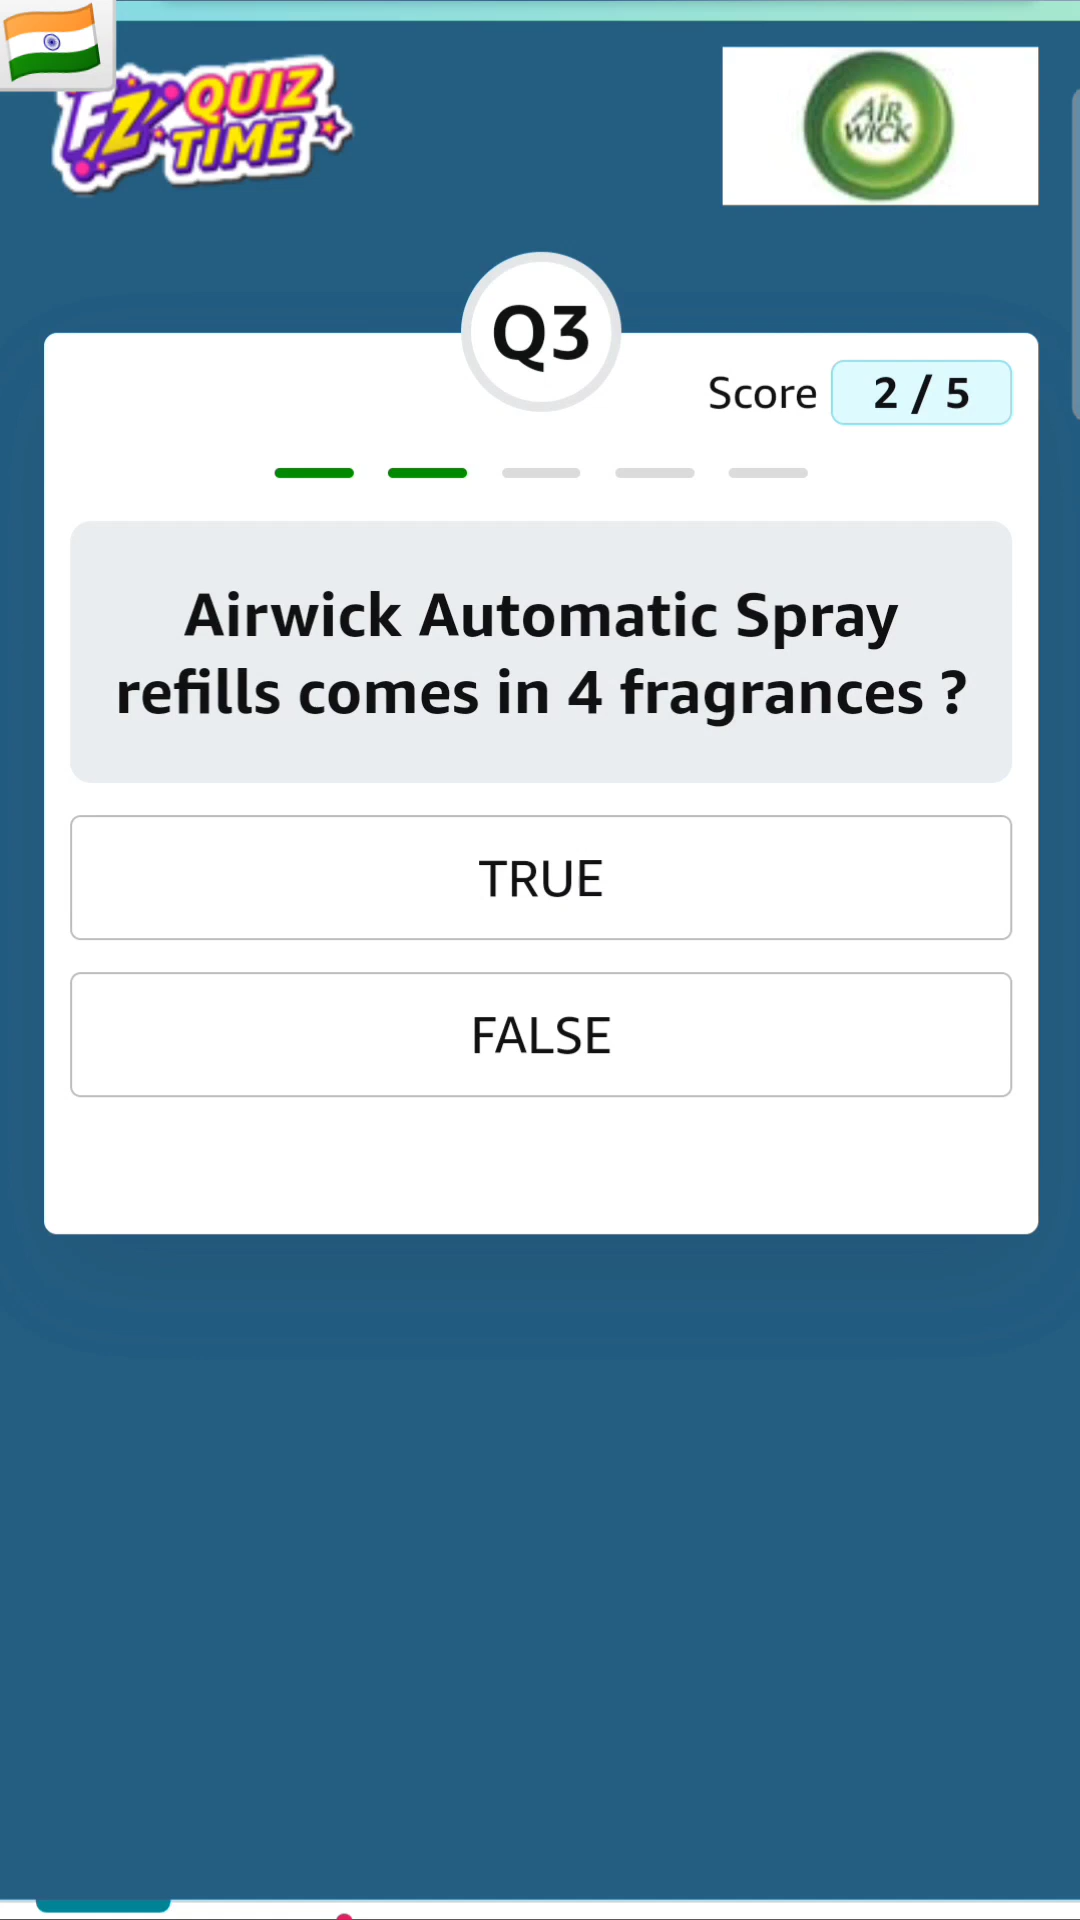 FZ QUIZ
TIME
AiR
WICK
Q3
Score 2 / 5
Airwick Automatic Spray
refills comes in 4 fragrances ?
TRUE
FALSE